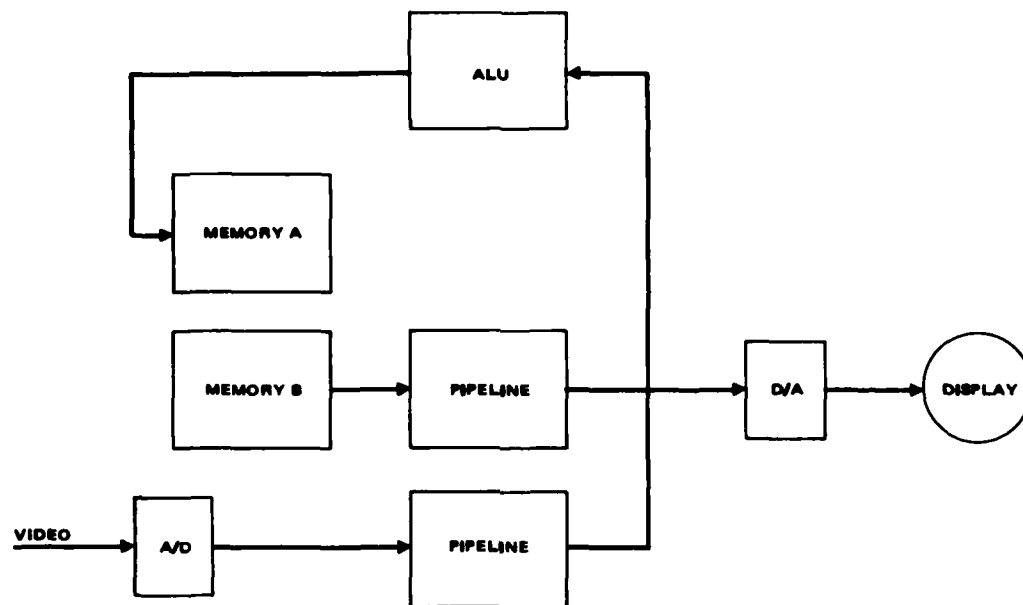 ALU
MEMORY A
MEMORY B
PIPELINE
D/A
DISPLAY
VIDEO
A/D
PIPELINE